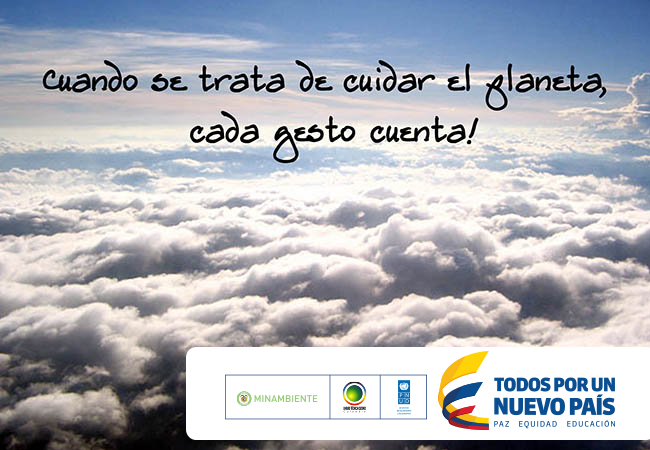 Cuando se trata de cuidar el planeta,
cada gesto cuenta!
MINAMBIENTE
TODOS POR UN
NUEVO PAÍS
PAZ EQUIDAD EDUCACIÓN